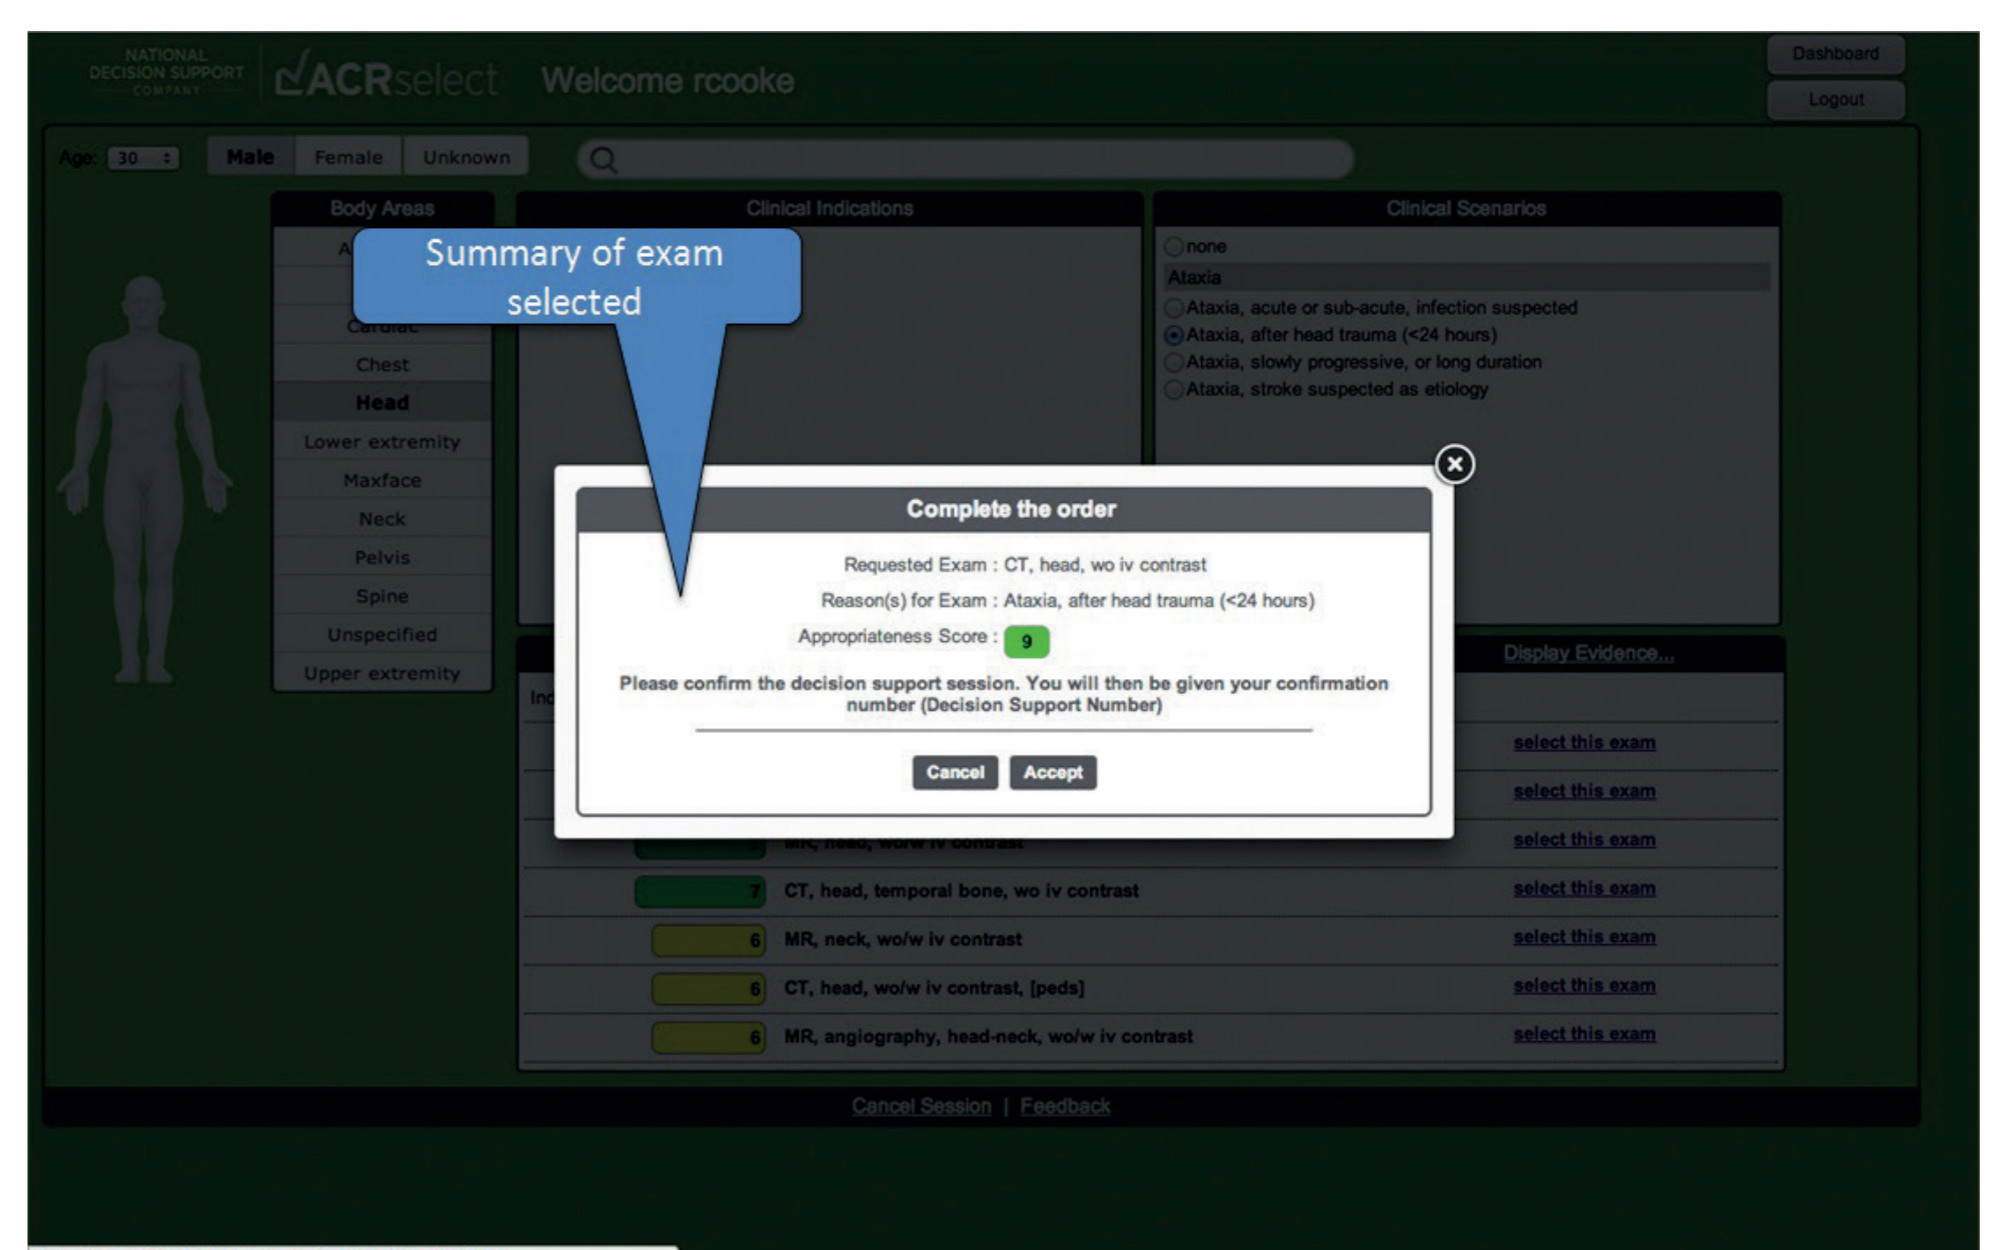 NATIONAL
DECISION SUPPORT
COMPANY
ACRselect
Welcome rcooke
Dashboard
Logout
Age: 30
Male Female Unknown
Body Areas
Clinical Indications
Clinical Scenarios
Summary of exam
selected
A
Cardiac
Chest
Head
Lower extremity
Maxface
Neck
Pelvis
Spine
Unspecified
Upper extremity
none
Ataxia
Ataxia, acute or sub-acute, infection suspected
Ataxia, after head trauma (<24 hours)
Ataxia, slowly progressive, or long duration
Ataxia, stroke suspected as etiology
Complete the order
Requested Exam : CT, head, wo iv contrast
Reason(s) for Exam : Ataxia, after head trauma (<24 hours)
Appropriateness Score : 9
Please confirm the decision support session. You will then be given your confirmation
number (Decision Support Number)
Cancel Accept
Display Evidence...
Ind
select this exam
select this exam
MR, head, wo/w iv contrast select this exam
7 CT, head, temporal bone, wo iv contrast select this exam
6 MR, neck, wo/w iv contrast select this exam
6 CT, head, wo/w iv contrast, [peds] select this exam
6 MR, angiography, head-neck, wo/w iv contrast select this exam
Cancel Session | Feedback